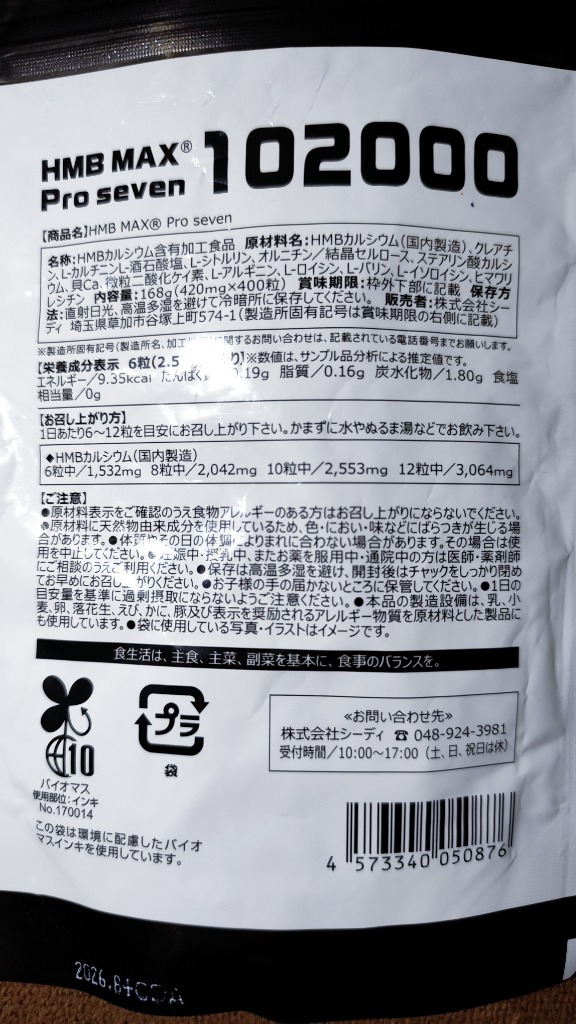 HMB MAX® 102000
Pro seven
【商品名】HMB MAX® Pro seven
名称:HMBカルシウム含有加工食品 原材料名:HMBカルシウム(国内製造)、クレアチ
ン、L-カルチニンL-酒石酸塩、L-シトルリン、オルニチン/結晶セルロース、ステアリン酸カルシ
ウム、貝Ca、微粒二酸化ケイ素、L-アルギニン、L-ロイシン、L-バリン、L-イソロイシン、ヒマワリ
レシチン 内容量:168g(420mg×400粒) 賞味期限:枠外下部に記載 保存方
法:直射日光、高温多湿を避けて冷暗所に保存してください。 販売者:株式会社シー
ディ 埼玉県草加市谷塚上町574-1(製造所固有記号は賞味期限の右側に記載)
※製造所固有記号(製造所名、加工 に関するお問い合わせは、記載されている電話番号までお願いします。
【栄養成分表示 6粒(2.5 り)】※数値は、サンプル品分析による推定値です。
エネルギー/9.35kcal たんぱく .19g 脂質/0.16g 炭水化物/1.80g 食塩
相当量/0g
【お召し上がり方】
1日あたり6~12粒を目安にお召し上がり下さい。かまずに水やぬるま湯などでお飲み下さい。
◆HMBカルシウム(国内製造)
6粒中/1,532mg 8粒中/2,042mg 10粒中/2,553mg 12粒中/3,064mg
【ご注意】
●原材料表示をご確認のうえ食物アレルギーのある方はお召し上がりにならないでください。
●原材料に天然物由来成分を使用しているため、色・におい・味などにばらつきが生じる場
合があります。●体質やその日の体調によりまれに合わない場合があります。その場合は使
用を中止してください。●妊娠中・授乳中、またお薬を服用中・通院中の方は医師・薬剤師
にご相談のうえご利用ください。●保存は高温多湿を避け、開封後はチャックをしっかり閉め
てお早めにお召し上がりください。●お子様の手の届かないところに保管してください。●1日の
目安量を基準に過剰摂取にならないようご注意ください。●本品の製造設備は、乳、小
麦、卵、落花生、えび、かに、豚及び表示を奨励されるアレルギー物質を原材料とした製品に
も使用しています。●袋に使用している写真・イラストはイメージです。
食生活は、主食、主菜、副菜を基本に、食事のバランスを。
10
バイオマス
使用部位:インキ
No.170014
この袋は環境に配慮したバイオ
マスインキを使用しています。
プラ
袋
≪お問い合わせ先≫
株式会社シーディ ☎ 048-924-3981
受付時間/10:00~17:00(土、日、祝日は休)
4 573340 050876
2026.8